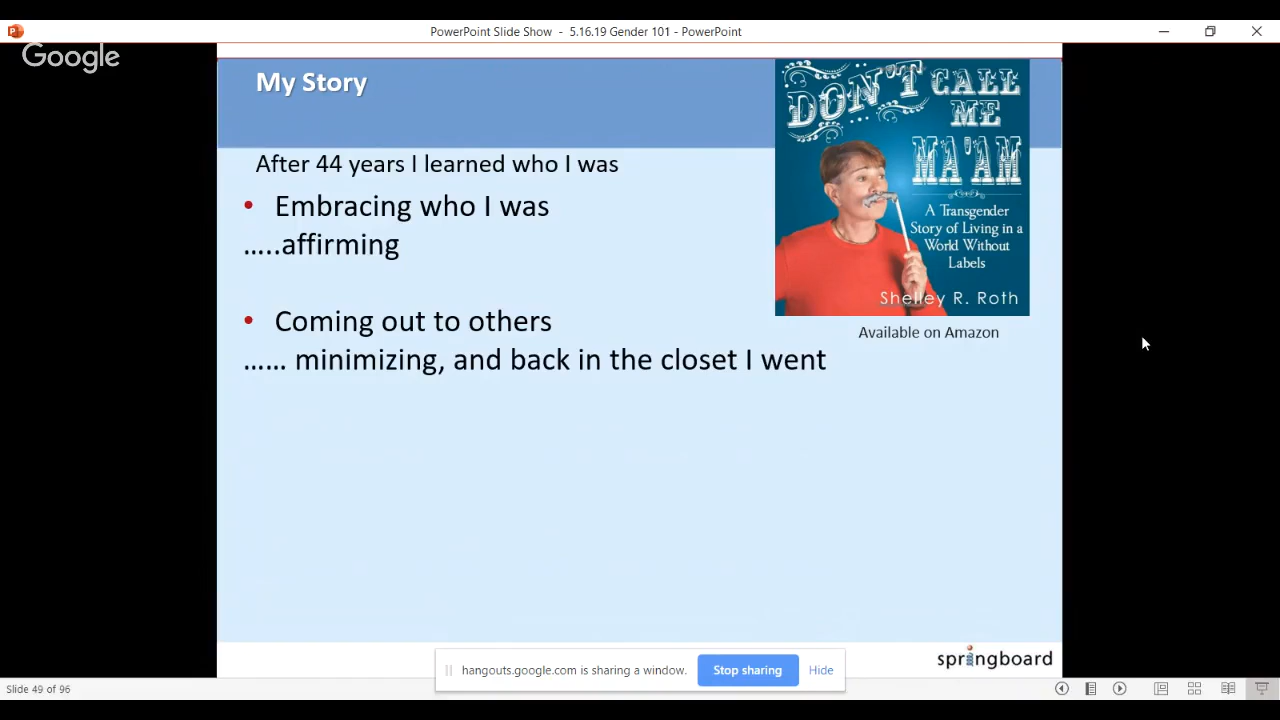 PowerPoint Slide Show - 5.16.19 Gender 101 - PowerPoint
Google
My Story
DON'T CALL
ME
MA'AM
A Transgender
Story of Living in a
World Without
Labels
Shelley R. Roth
Available on Amazon
After 44 years I learned who I was
• Embracing who I was
…..affirming
• Coming out to others
…… minimizing, and back in the closet I went
springboard
hangouts.google.com is sharing a window.
Stop sharing
Hide
Slide 49 of 96